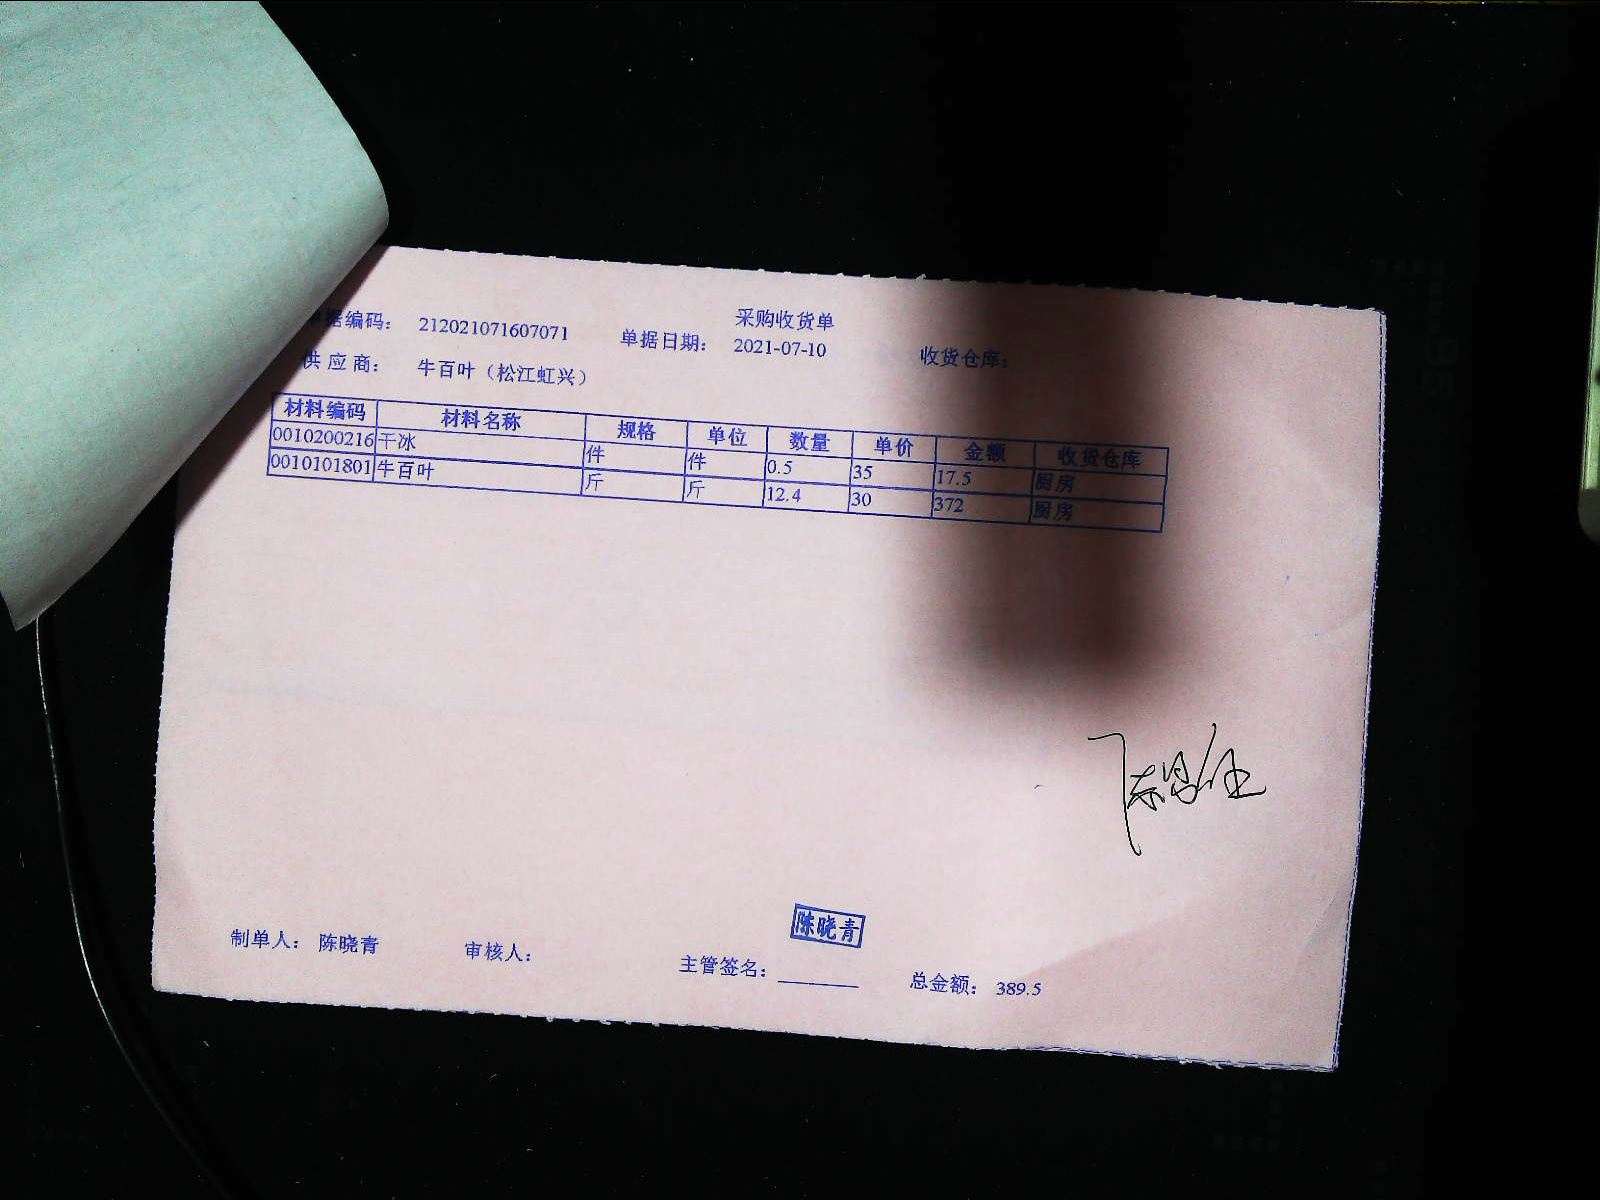 采购收货单
单据编码： 212021071607071 单据日期： 2021-07-10 收货仓库：
供 应 商： 牛百叶（松江虹兴）
材料编码 材料名称 规格 单位 数量 单价 金额 收货仓库
0010200216 干冰 件 件 0.5 35 17.5 厨房
0010101801 牛百叶 斤 斤 12.4 30 372 厨房
陈晓青
制单人： 陈晓青 审核人： 主管签名： ________ 总金额： 389.5